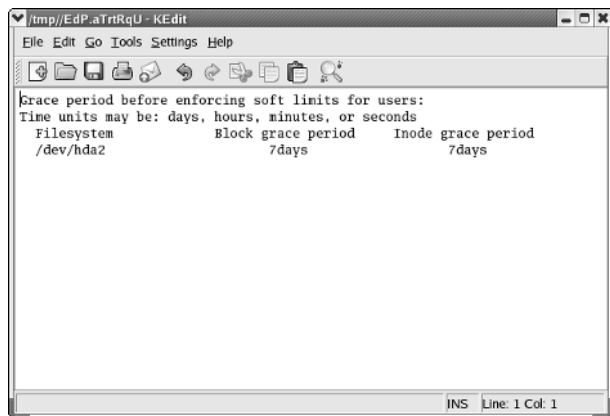 /tmp//EdP.aTrtRqU - KEdit
File Edit Go Tools Settings Help
Grace period before enforcing soft limits for users:
Time units may be: days, hours, minutes, or seconds
Filesystem Block grace period Inode grace period
/dev/hda2 7days 7days
INS Line: 1 Col: 1